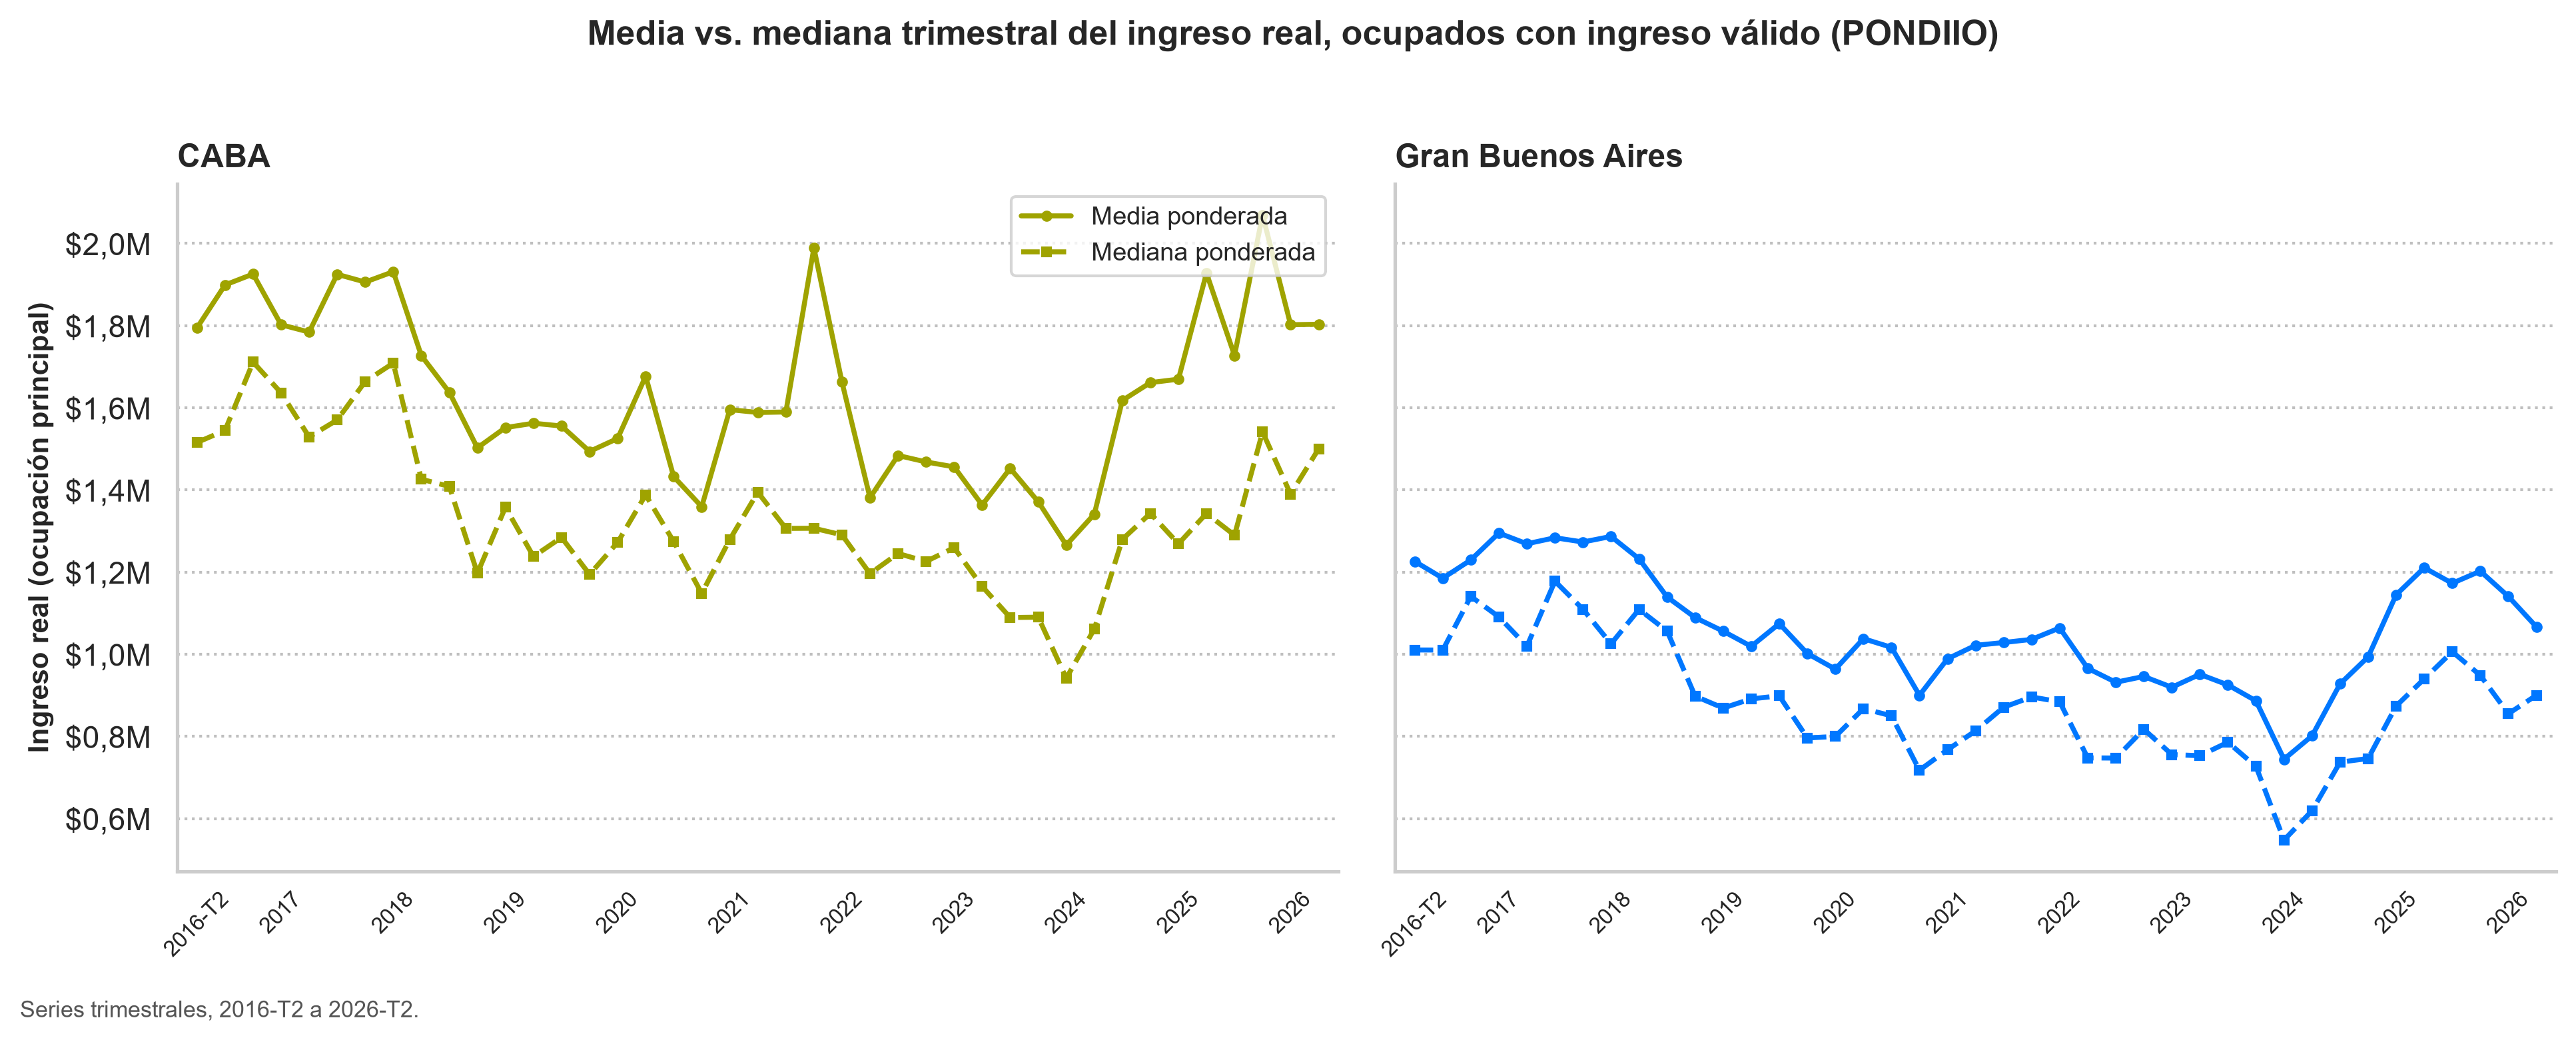 Media vs. mediana trimestral del ingreso real, ocupados con ingreso válido (PONDIIO)
CABA
Gran Buenos Aires
Media ponderada
Mediana ponderada
Ingreso real (ocupación principal)
$2,0M
$1,8M
$1,6M
$1,4M
$1,2M
$1,0M
$0,8M
$0,6M
2016-T2 2017 2018 2019 2020 2021 2022 2023 2024 2025 2026
2016-T2 2017 2018 2019 2020 2021 2022 2023 2024 2025 2026
Series trimestrales, 2016-T2 a 2026-T2.